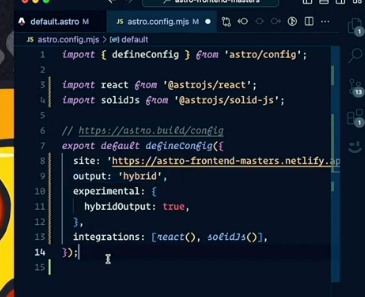 astro-frontend-masters
default.astro M
JS astro.config.mjs M
JS astro.config.mjs > default
1 import { defineConfig } from 'astro/config';
2
3 import react from '@astrojs/react';
4 import solidJs from '@astrojs/solid-js';
5
6 // https://astro.build/config
7 export default defineConfig({
8 site: 'https://astro-frontend-masters.netlify.ap
9 output: 'hybrid',
10 experimental: {
11 hybridOutput: true,
12 },
13 integrations: [react(), solidJs()],
14 });
15